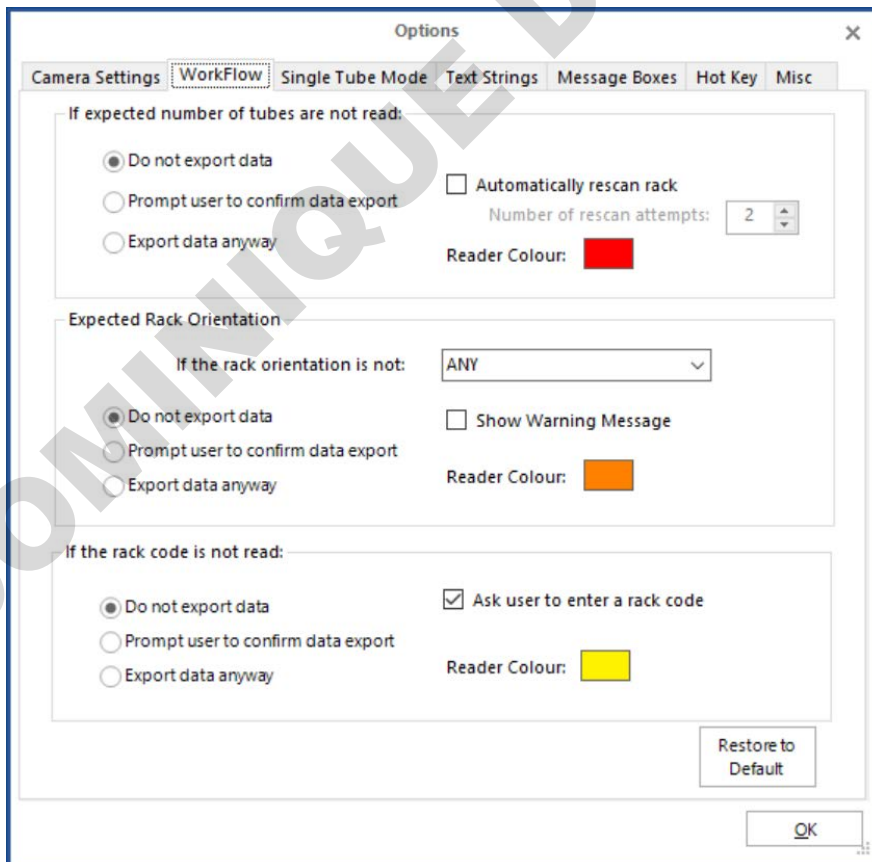 Options
Camera Settings WorkFlow Single Tube Mode Text Strings Message Boxes Hot Key Misc
If expected number of tubes are not read:
Do not export data
Prompt user to confirm data export
Export data anyway
Automatically rescan rack
Number of rescan attempts: 2
Reader Colour:
Expected Rack Orientation
If the rack orientation is not: ANY
Do not export data
Prompt user to confirm data export
Export data anyway
Show Warning Message
Reader Colour:
If the rack code is not read:
Do not export data
Prompt user to confirm data export
Export data anyway
Ask user to enter a rack code
Reader Colour:
Restore to
Default
OK
DOMINIQUE